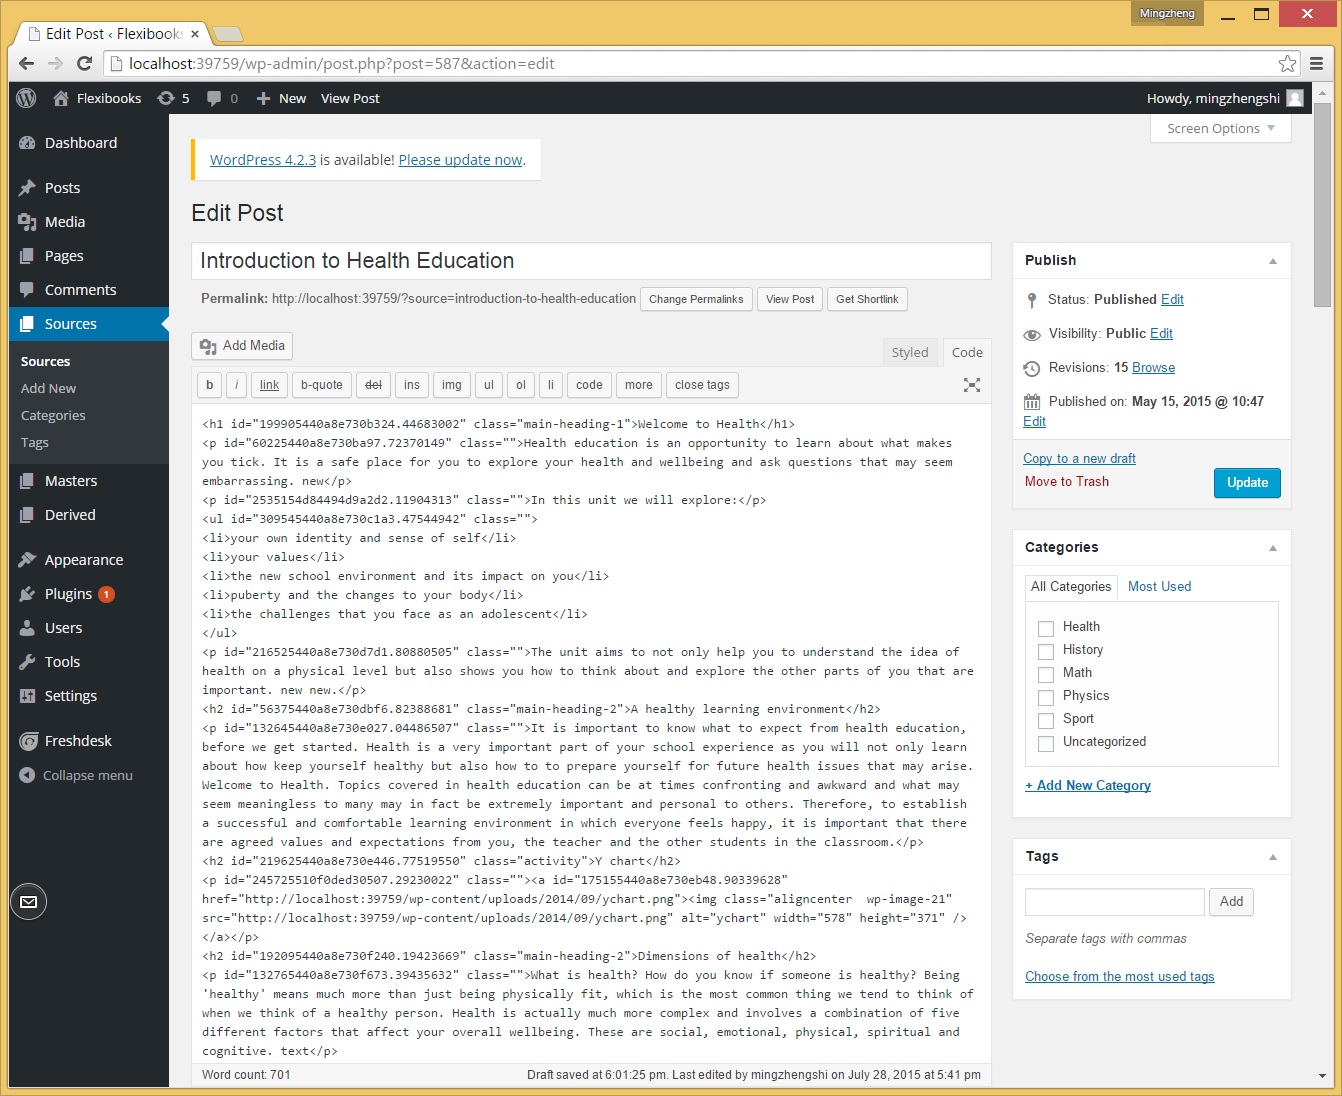 Mingzheng
Edit Post ‹ Flexibooks
localhost:39759/wp-admin/post.php?post=587&action=edit
Flexibooks 5 0 New View Post Howdy, mingzhengshi
Screen Options
Dashboard
Posts
Media
Pages
Comments
Sources
Sources
Add New
Categories
Tags
Masters
Derived
Appearance
Plugins 1
Users
Tools
Settings
Freshdesk
Collapse menu
WordPress 4.2.3 is available! Please update now.
Edit Post
Introduction to Health Education
Permalink: http://localhost:39759/?source=introduction-to-health-education Change Permalinks View Post Get Shortlink
Add Media
Styled Code
b i link b-quote del ins img ul ol li code more close tags
<h1 id="199905440a8e730b324.44683002" class="main-heading-1">Welcome to Health</h1>
<p id="60225440a8e730ba97.72370149" class="">Health education is an opportunity to learn about what makes
you tick. It is a safe place for you to explore your health and wellbeing and ask questions that may seem
embarrassing. new</p>
<p id="2535154d84494d9a2d2.11904313" class="">In this unit we will explore:</p>
<ul id="309545440a8e730c1a3.47544942" class="">
<li>your own identity and sense of self</li>
<li>your values</li>
<li>the new school environment and its impact on you</li>
<li>puberty and the changes to your body</li>
<li>the challenges that you face as an adolescent</li>
</ul>
<p id="216525440a8e730d7d1.80880505" class="">The unit aims to not only help you to understand the idea of
health on a physical level but also shows you how to think about and explore the other parts of you that are
important. new new.</p>
<h2 id="56375440a8e730dbf6.82388681" class="main-heading-2">A healthy learning environment</h2>
<p id="132645440a8e730e027.04486507" class="">It is important to know what to expect from health education,
before we get started. Health is a very important part of your school experience as you will not only learn
about how keep yourself healthy but also how to to prepare yourself for future health issues that may arise.
Welcome to Health. Topics covered in health education can be at times confronting and awkward and what may
seem meaningless to many may in fact be extremely important and personal to others. Therefore, to establish
a successful and comfortable learning environment in which everyone feels happy, it is important that there
are agreed values and expectations from you, the teacher and the other students in the classroom.</p>
<h2 id="219625440a8e730e446.77519550" class="activity">Y chart</h2>
<p id="245725510f0ded30507.29230022" class=""><a id="175155440a8e730eb48.90339628"
href="http://localhost:39759/wp-content/uploads/2014/09/ychart.png"><img class="aligncenter  wp-image-21"
src="http://localhost:39759/wp-content/uploads/2014/09/ychart.png" alt="ychart" width="578" height="371" />
</a></p>
<h2 id="192095440a8e730f240.19423669" class="main-heading-2">Dimensions of health</h2>
<p id="132765440a8e730f673.39435632" class="">What is health? How do you know if someone is healthy? Being
'healthy' means much more than just being physically fit, which is the most common thing we tend to think of
when we think of a healthy person. Health is actually much more complex and involves a combination of five
different factors that affect your overall wellbeing. These are social, emotional, physical, spiritual and
cognitive. text</p>
Word count: 701 Draft saved at 6:01:25 pm. Last edited by mingzhengshi on July 28, 2015 at 5:41 pm
Publish
Status: Published Edit
Visibility: Public Edit
Revisions: 15 Browse
Published on: May 15, 2015 @ 10:47
Edit
Copy to a new draft
Move to Trash
Update
Categories
All Categories Most Used
Health
History
Math
Physics
Sport
Uncategorized
+ Add New Category
Tags
Add
Separate tags with commas
Choose from the most used tags